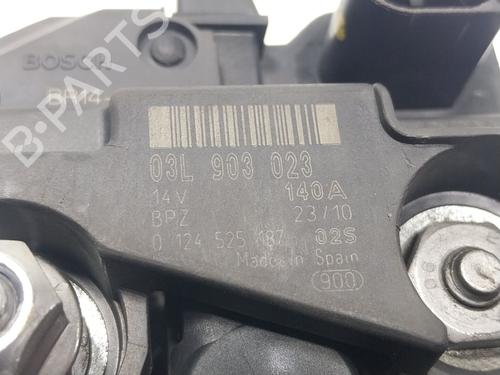 BOSCH
03L 903 023
14V 140A
BPZ 23/10
0 124 525 187 02S
Made in Spain
900
B-PARTS